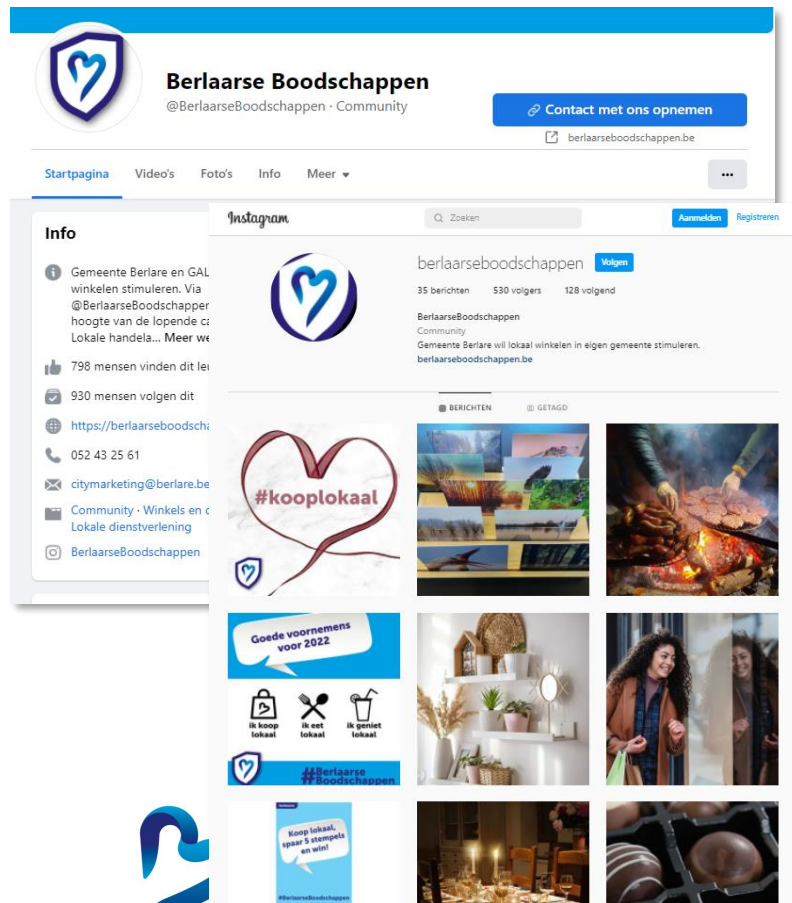 Berlaarse Boodschappen
@BerlaarseBoodschappen · Community
Contact met ons opnemen
berlaarseboodschappen.be
Startpagina Video's Foto's Info Meer
Info
Gemeente Berlare en GAL
winkelen stimuleren. Via
@BerlaarseBoodschapper
hoogte van de lopende ca
Lokale handela... Meer we
798 mensen vinden dit leu
930 mensen volgen dit
https://berlaarseboodscha
052 43 25 61
citymarketing@berlare.be
Community · Winkels en d
Lokale dienstverlening
BerlaarseBoodschappen
Instagram
Zoeken
Aanmelden Registreren
berlaarseboodschappen Volgen
35 berichten 530 volgers 128 volgend
BerlaarseBoodschappen
Community
Gemeente Berlare wil lokaal winkelen in eigen gemeente stimuleren.
berlaarseboodschappen.be
BERICHTEN GETAGD
#kooplokaal
Goede voornemens
voor 2022
ik koop
lokaal
ik eet
lokaal
ik geniet
lokaal
#Berlaarse
Boodschappen
Koop lokaal,
spaar 5 stempels
en win!
#BerlaarseBoodschappen